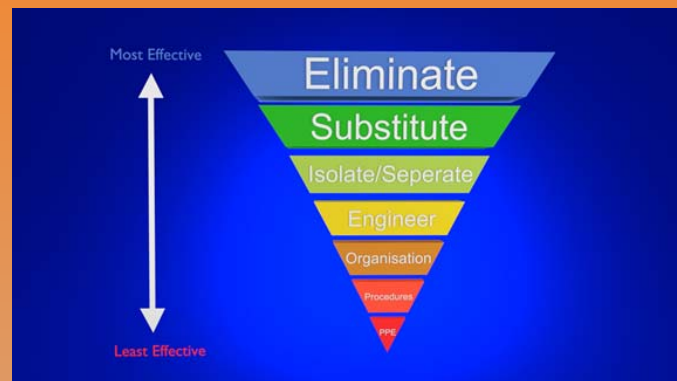 Most Effective
Eliminate
Substitute
Isolate/Seperate
Engineer
Organisation
Procedures
PPE
Least Effective